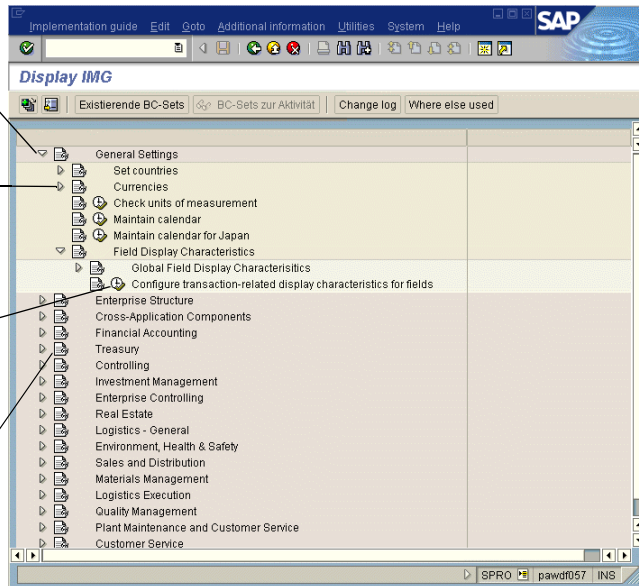 Implementation guide Edit Goto Additional information Utilities System Help
SAP
Display IMG
Existierende BC-Sets BC-Sets zur Aktivität Change log Where else used
General Settings
Set countries
Currencies
Check units of measurement
Maintain calendar
Maintain calendar for Japan
Field Display Characteristics
Global Field Display Characterisitics
Configure transaction-related display characteristics for fields
Enterprise Structure
Cross-Application Components
Financial Accounting
Treasury
Controlling
Investment Management
Enterprise Controlling
Real Estate
Logistics - General
Environment, Health & Safety
Sales and Distribution
Materials Management
Logistics Execution
Quality Management
Plant Maintenance and Customer Service
Customer Service
SPRO pawdf057 INS